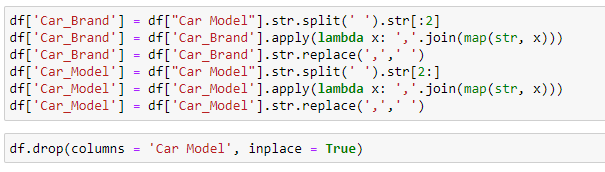 df['Car_Brand'] = df["Car Model"].str.split(' ').str[:2]
df['Car_Brand'] = df['Car_Brand'].apply(lambda x: ','.join(map(str, x)))
df['Car_Brand'] = df['Car_Brand'].str.replace(',',' ')
df['Car_Model'] = df["Car Model"].str.split(' ').str[2:]
df['Car_Model'] = df['Car_Model'].apply(lambda x: ','.join(map(str, x)))
df['Car_Model'] = df['Car_Model'].str.replace(',',' ')
df.drop(columns = 'Car Model', inplace = True)